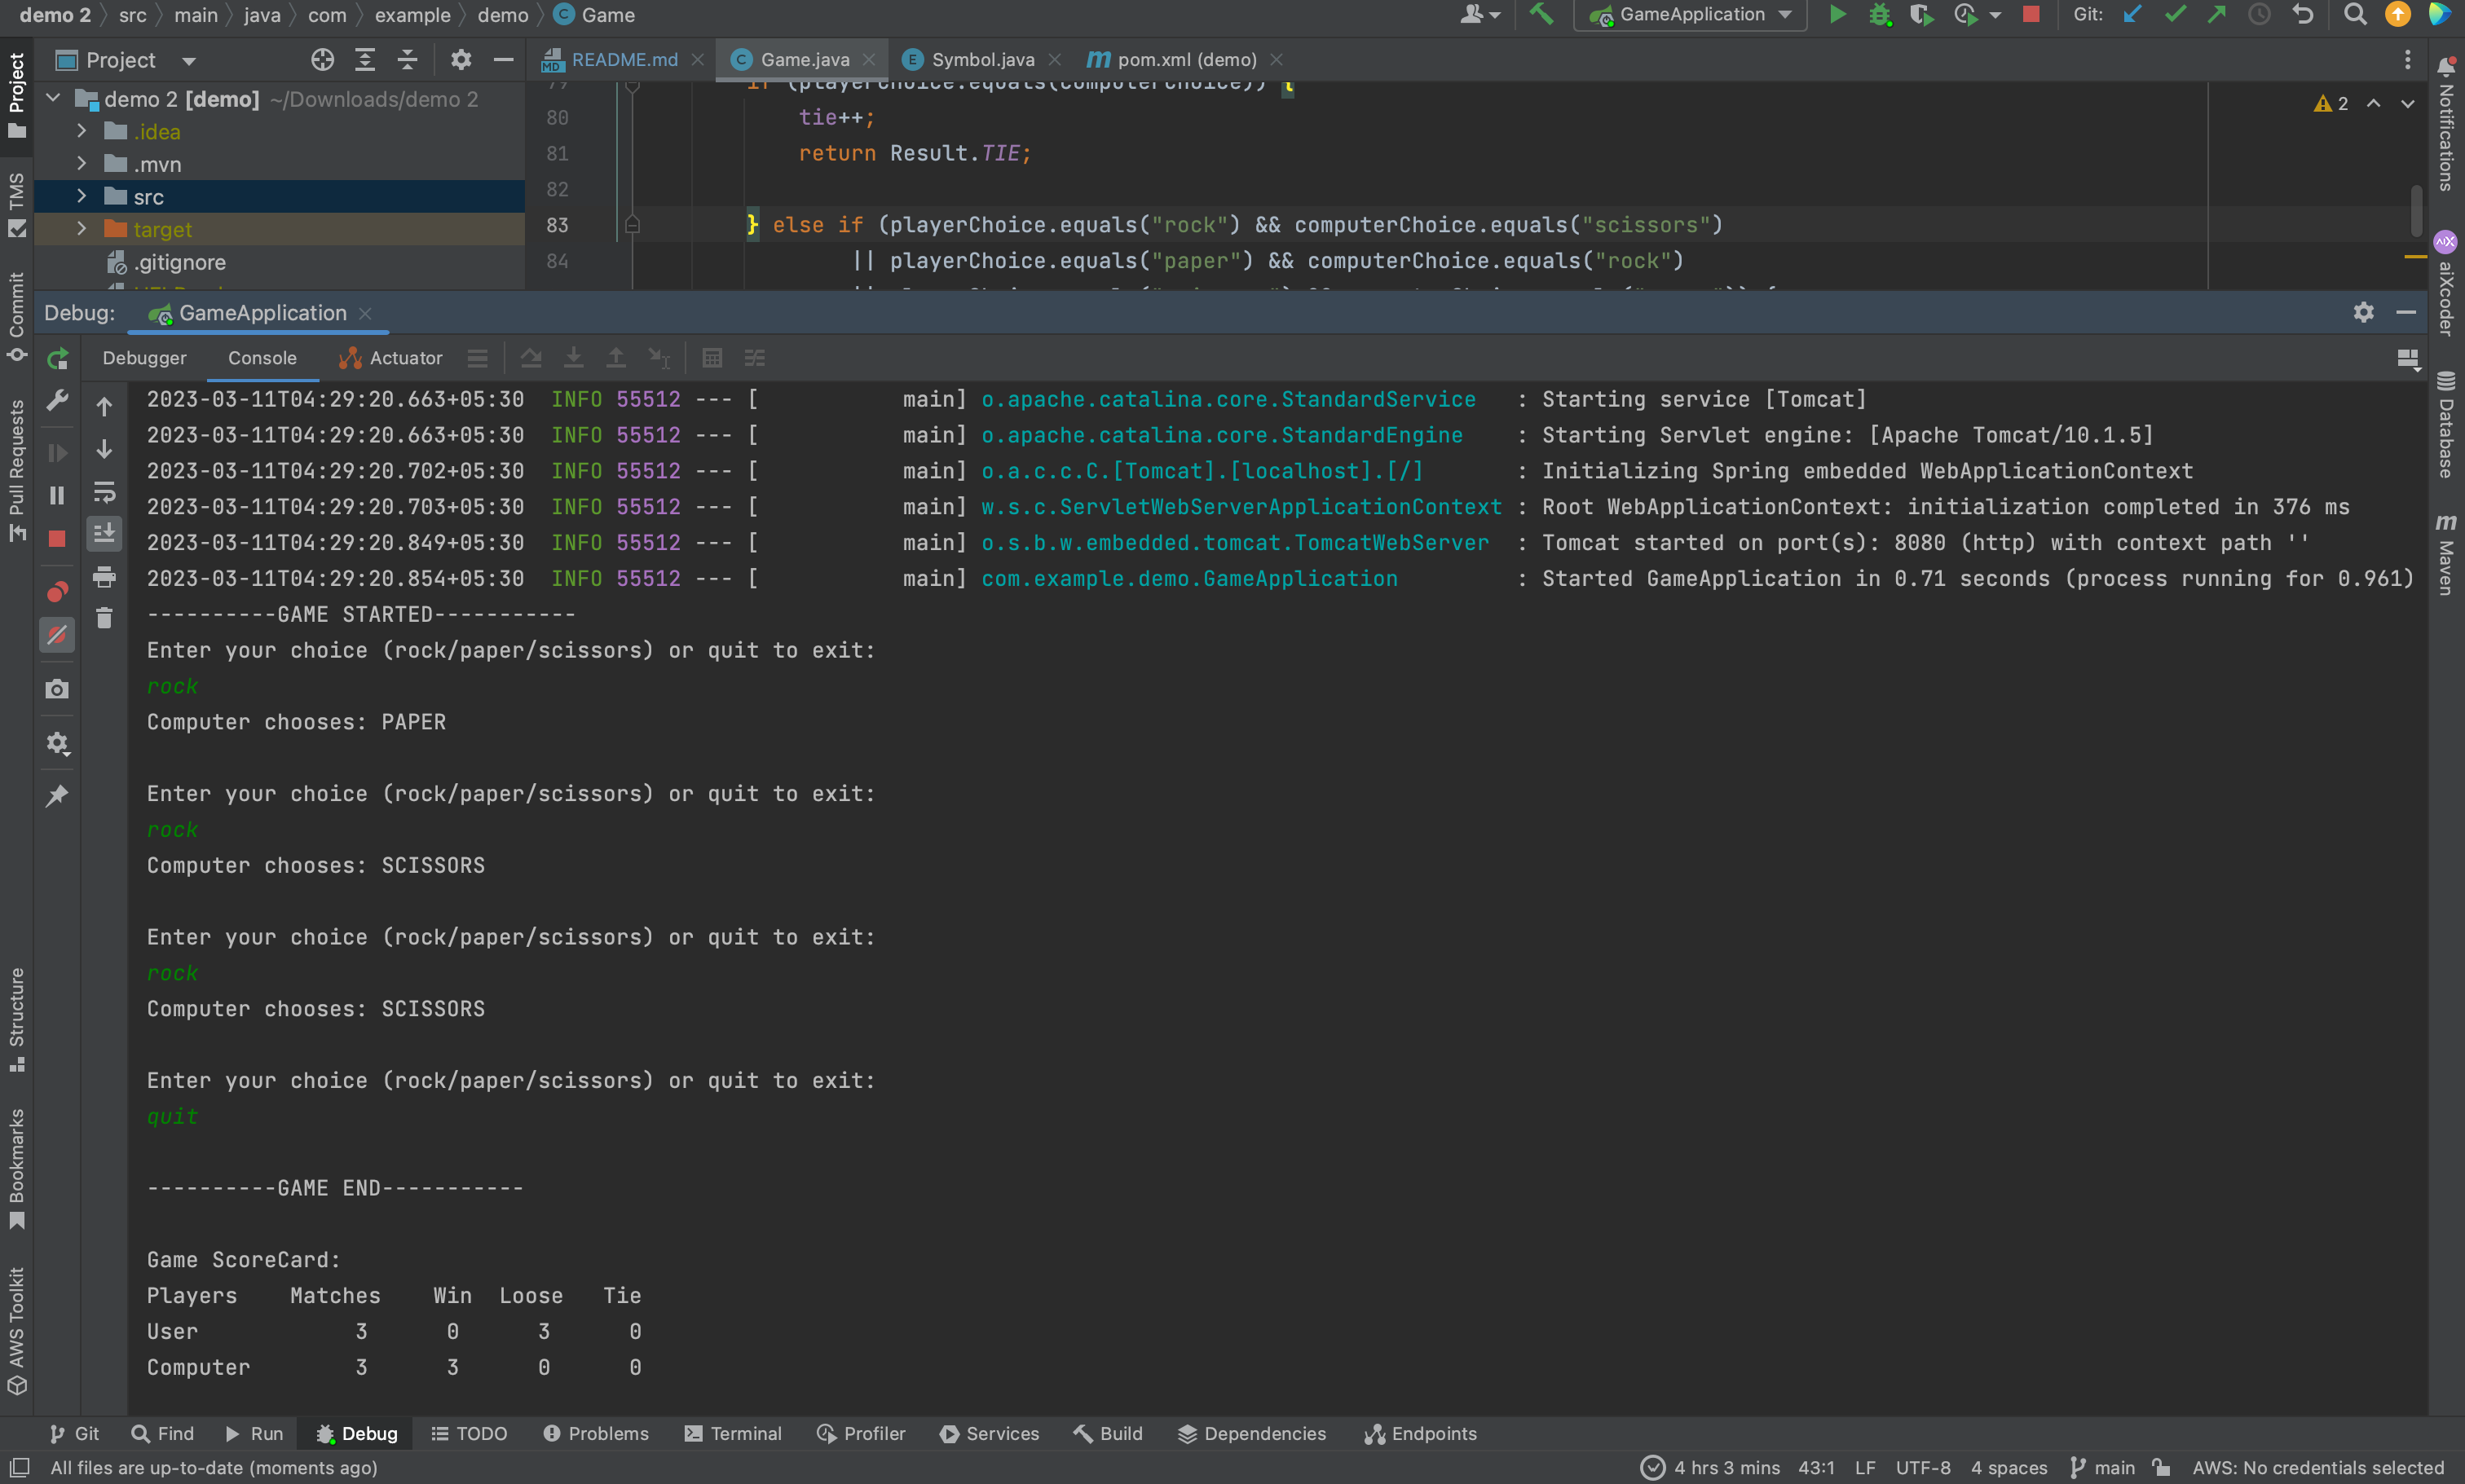 demo 2 〉 src 〉 main 〉 java 〉 com 〉 example 〉 demo 〉 C Game
GameApplication
Git:
Project
README.md
Game.java
Symbol.java
pom.xml (demo)
demo 2 [demo] ~/Downloads/demo 2
.idea
.mvn
src
target
.gitignore
79 if (playerChoice.equals(computerChoice)) {
80 tie++;
81 return Result.TIE;
82
83 } else if (playerChoice.equals("rock") && computerChoice.equals("scissors")
84 || playerChoice.equals("paper") && computerChoice.equals("rock")
2
Debug: GameApplication
Debugger Console Actuator
2023-03-11T04:29:20.663+05:30 INFO 55512 --- [ main] o.apache.catalina.core.StandardService : Starting service [Tomcat]
2023-03-11T04:29:20.663+05:30 INFO 55512 --- [ main] o.apache.catalina.core.StandardEngine : Starting Servlet engine: [Apache Tomcat/10.1.5]
2023-03-11T04:29:20.702+05:30 INFO 55512 --- [ main] o.a.c.c.C.[Tomcat].[localhost].[/] : Initializing Spring embedded WebApplicationContext
2023-03-11T04:29:20.703+05:30 INFO 55512 --- [ main] w.s.c.ServletWebServerApplicationContext : Root WebApplicationContext: initialization completed in 376 ms
2023-03-11T04:29:20.849+05:30 INFO 55512 --- [ main] o.s.b.w.embedded.tomcat.TomcatWebServer : Tomcat started on port(s): 8080 (http) with context path ''
2023-03-11T04:29:20.854+05:30 INFO 55512 --- [ main] com.example.demo.GameApplication : Started GameApplication in 0.71 seconds (process running for 0.961)
----------GAME STARTED-----------
Enter your choice (rock/paper/scissors) or quit to exit:
rock
Computer chooses: PAPER
Enter your choice (rock/paper/scissors) or quit to exit:
rock
Computer chooses: SCISSORS
Enter your choice (rock/paper/scissors) or quit to exit:
rock
Computer chooses: SCISSORS
Enter your choice (rock/paper/scissors) or quit to exit:
quit
----------GAME END-----------
Game ScoreCard:
Players Matches Win Loose Tie
User 3 0 3 0
Computer 3 3 0 0
Project
TMS
Commit
Pull Requests
Structure
Bookmarks
AWS Toolkit
Notifications
aiXcoder
Database
Maven
Git Find Run Debug TODO Problems Terminal Profiler Services Build Dependencies Endpoints
All files are up-to-date (moments ago)
4 hrs 3 mins 43:1 LF UTF-8 4 spaces main AWS: No credentials selected